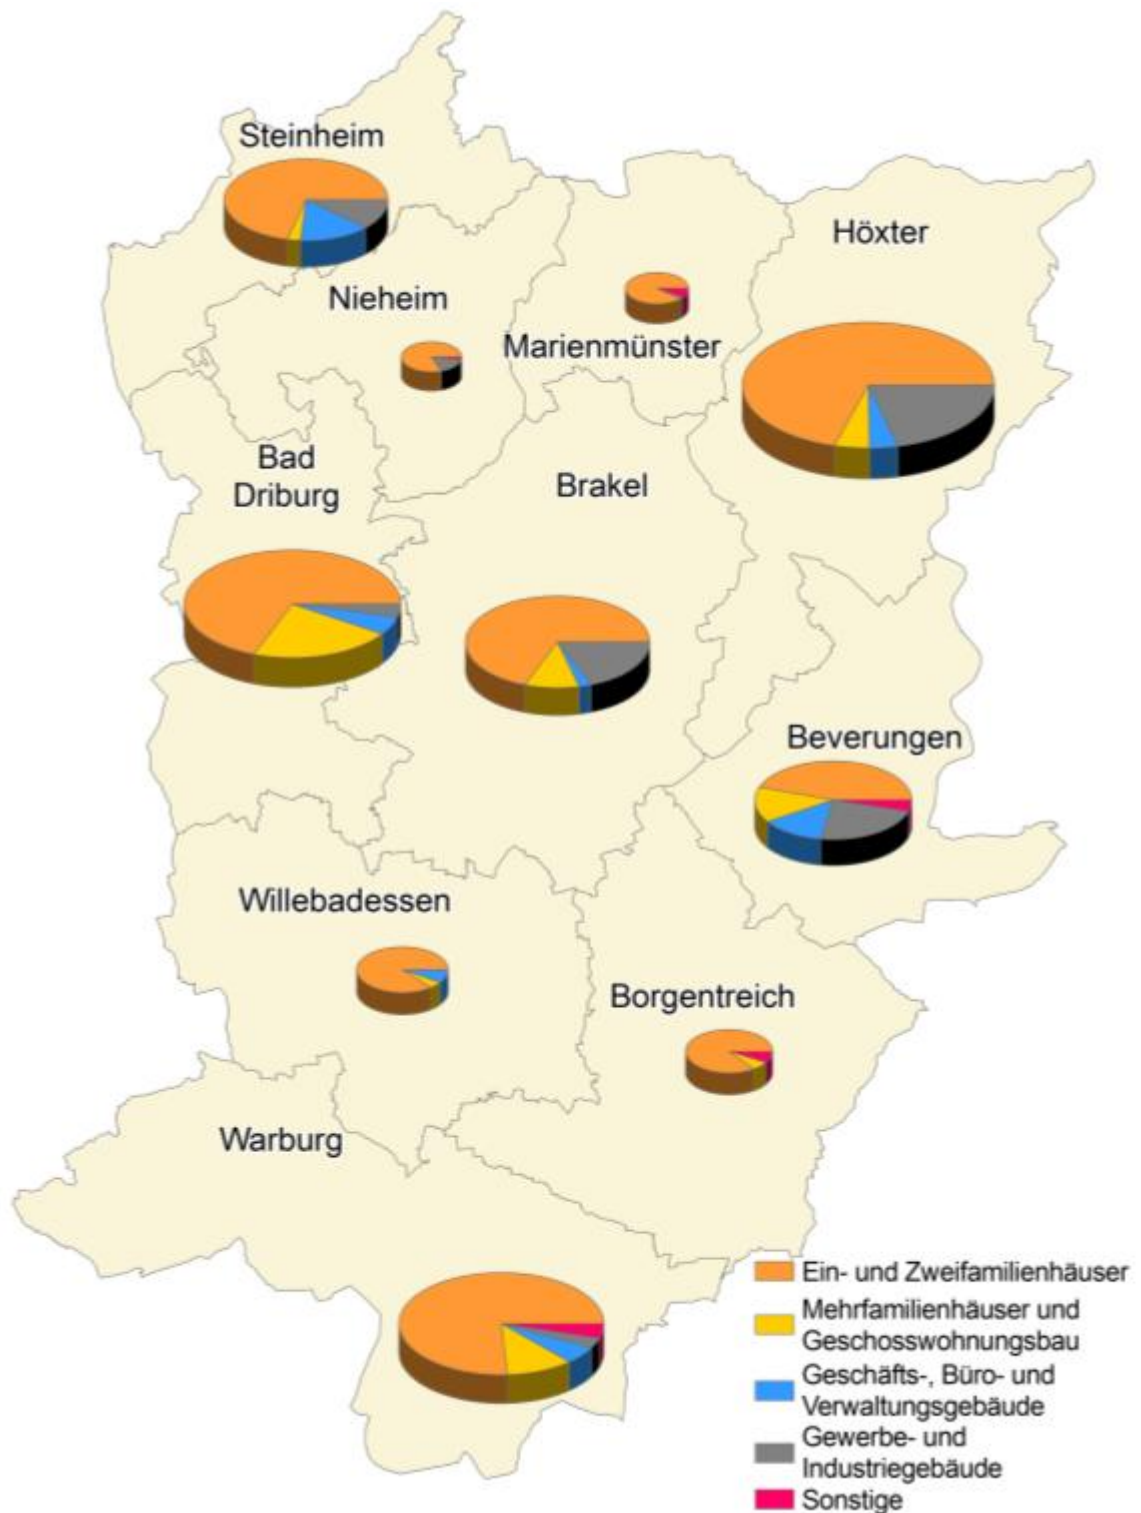 Steinheim
Höxter
Nieheim
Marienmünster
Bad
Driburg
Brakel
Beverungen
Willebadessen
Borgentreich
Warburg
Ein- und Zweifamilienhäuser
Mehrfamilienhäuser und
Geschosswohnungsbau
Geschäfts-, Büro- und
Verwaltungsgebäude
Gewerbe- und
Industriegebäude
Sonstige